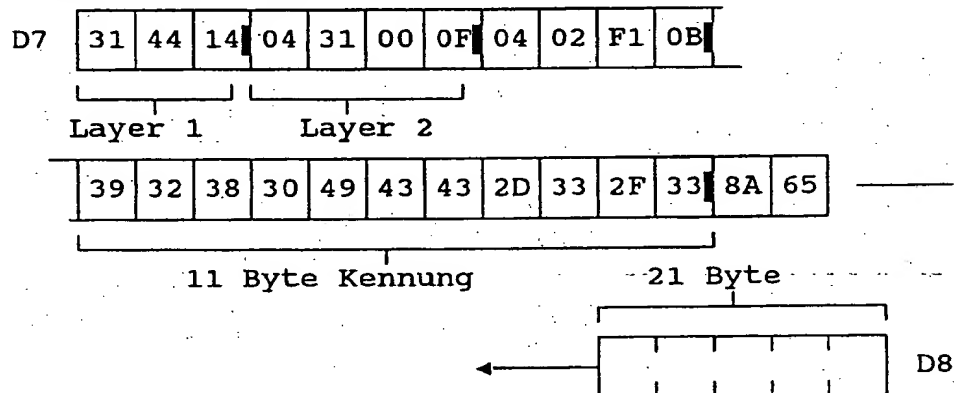 D7 31 44 14 04 31 00 0F 04 02 F1 0B
Layer 1 Layer 2
39 32 38 30 49 43 43 2D 33 2F 33 8A 65
11 Byte Kennung 21 Byte
D8